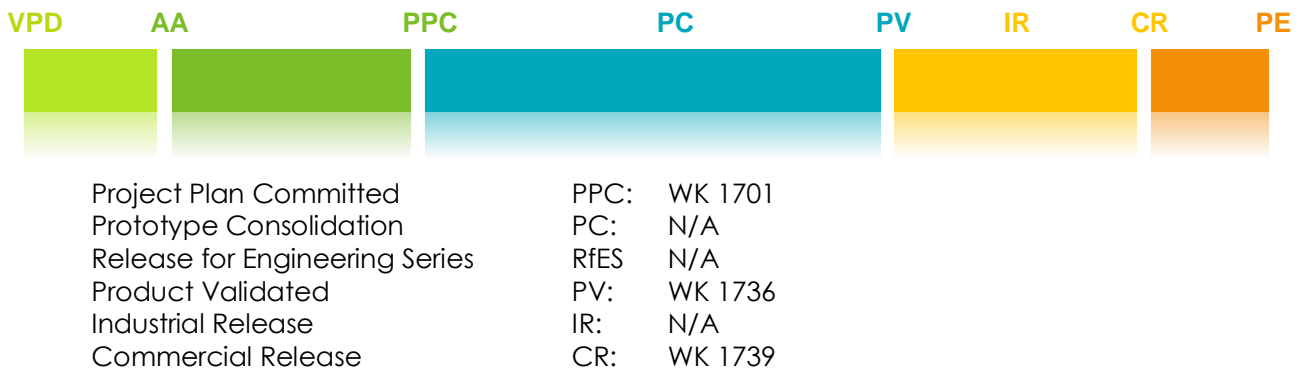 VPD AA PPC PC PV IR CR PE
Project Plan Committed PPC: WK 1701
Prototype Consolidation PC: N/A
Release for Engineering Series RfES N/A
Product Validated PV: WK 1736
Industrial Release IR: N/A
Commercial Release CR: WK 1739